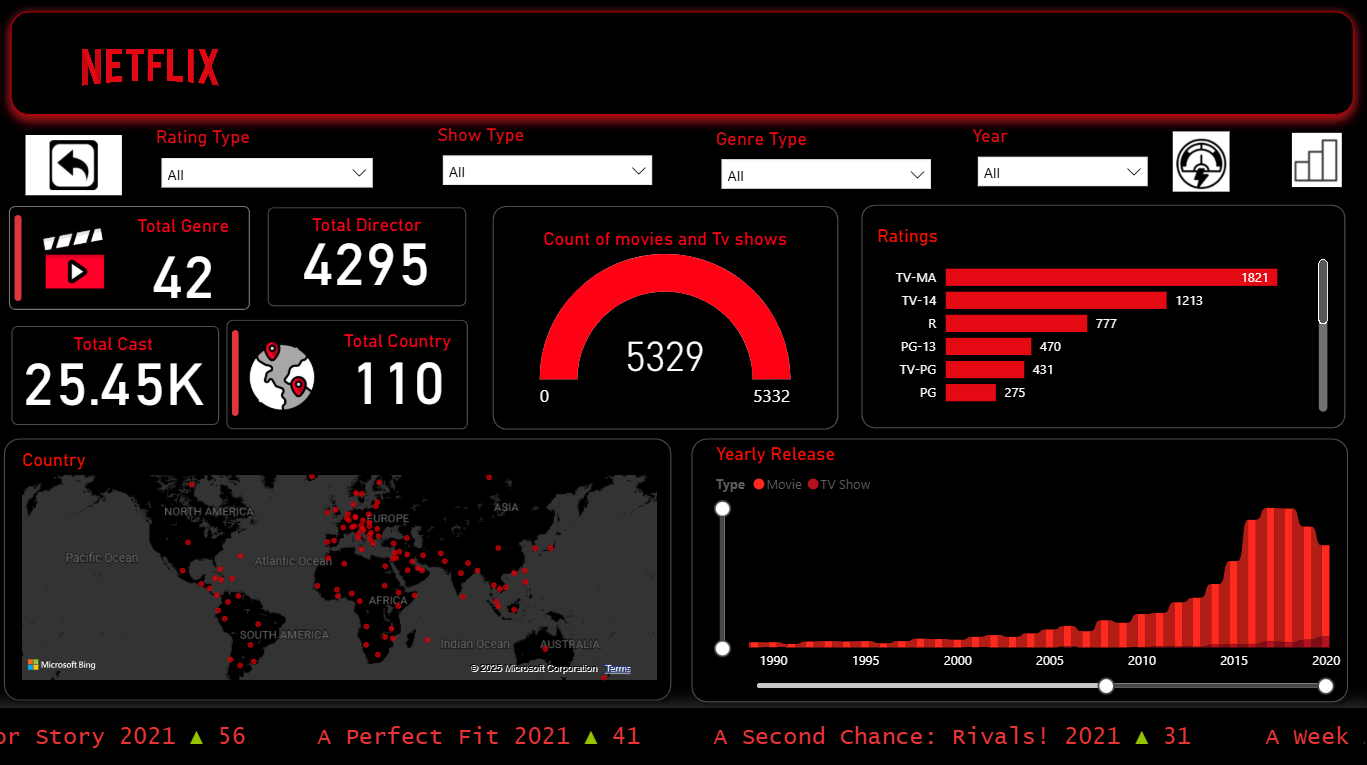 NETFLIX
Rating Type
Show Type
Genre Type
Year
All
All
All
All
Total Genre
42
Total Director
4295
Total Cast
25.45K
Total Country
110
Count of movies and Tv shows
5329
0
5332
Ratings
TV-MA 1821
TV-14 1213
R 777
PG-13 470
TV-PG 431
PG 275
Country
NORTH AMERICA
EUROPE
ASIA
Pacific Ocean
Atlantic Ocean
AFRICA
SOUTH AMERICA
Indian Ocean
AUSTRALIA
Microsoft Bing
© 2025 Microsoft Corporation Terms
Yearly Release
Type Movie TV Show
1990 1995 2000 2005 2010 2015 2020
or Story 2021 ▲ 56 A Perfect Fit 2021 ▲ 41 A Second Chance: Rivals! 2021 ▲ 31 A Week